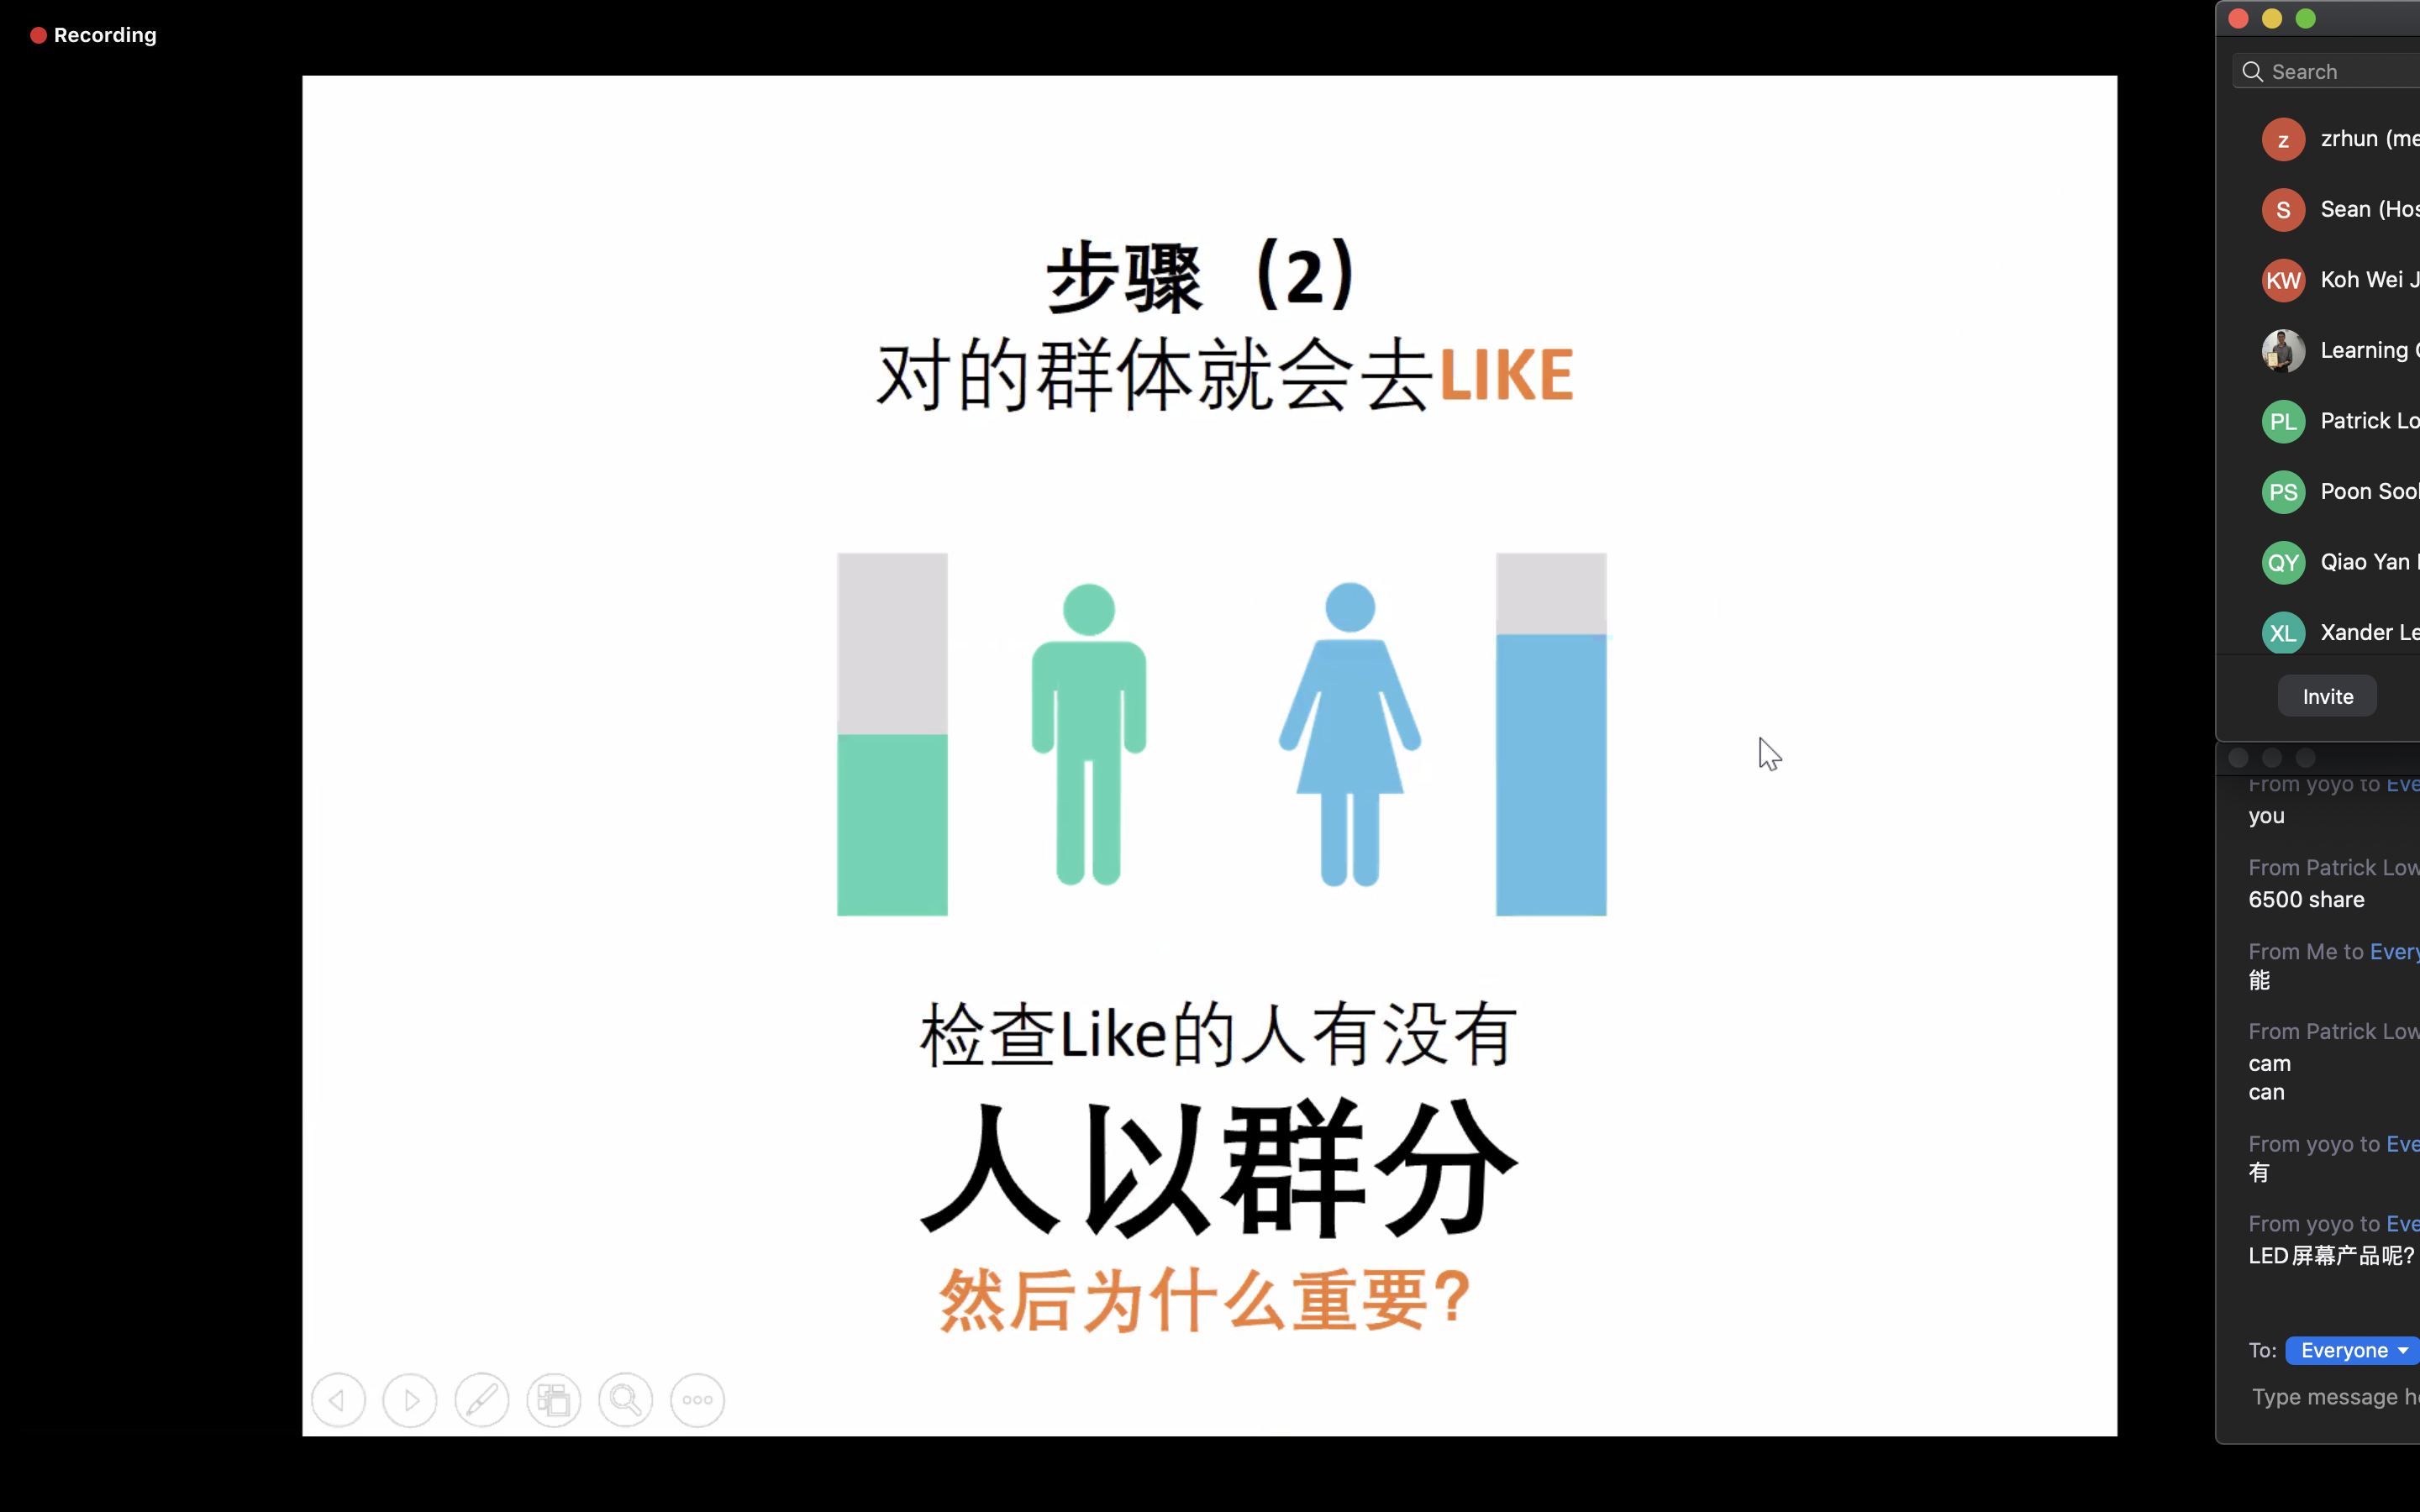 Recording
步骤（2）
对的群体就会去LIKE
检查Like的人有没有
人以群分
然后为什么重要？
Search
z
zrhun (me
S
Sean (Hos
KW
Koh Wei J
Learning
PL
Patrick Lo
PS
Poon Soo
QY
Qiao Yan
XL
Xander Le
Invite
From yoyo to Eve
you
From Patrick Low
6500 share
From Me to Every
能
From Patrick Low
cam
can
From yoyo to Eve
有
From yoyo to Eve
LED屏幕产品呢?
To: Everyone
Type message he